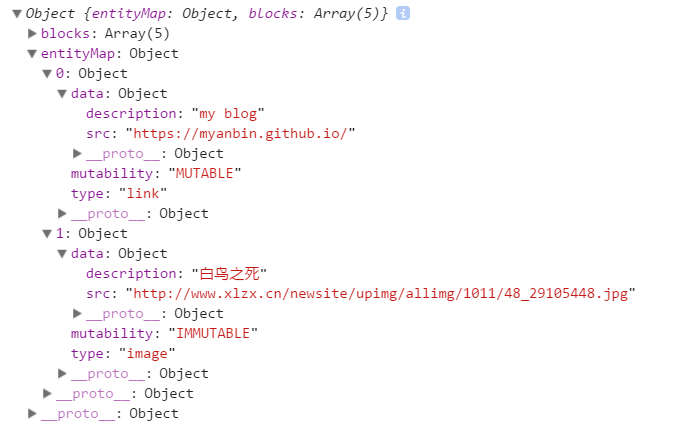 ▼Object {entityMap: Object, blocks: Array(5)} i
▶blocks: Array(5)
▼entityMap: Object
▼0: Object
▼data: Object
description: "my blog"
src: "https://myanbin.github.io/"
▶__proto__: Object
mutability: "MUTABLE"
type: "link"
▶__proto__: Object
▼1: Object
▼data: Object
description: "白鸟之死"
src: "http://www.xlzx.cn/newsite/upimg/allimg/1011/48_29105448.jpg"
▶__proto__: Object
mutability: "IMMUTABLE"
type: "image"
▶__proto__: Object
▶__proto__: Object
▶__proto__: Object